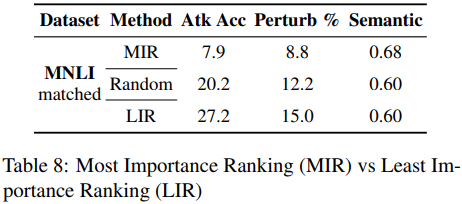 Dataset Method Atk Acc Perturb % Semantic
MIR 7.9 8.8 0.68
MNLI
matched
Random 20.2 12.2 0.60
LIR 27.2 15.0 0.60
Table 8: Most Importance Ranking (MIR) vs Least Im-
portance Ranking (LIR)